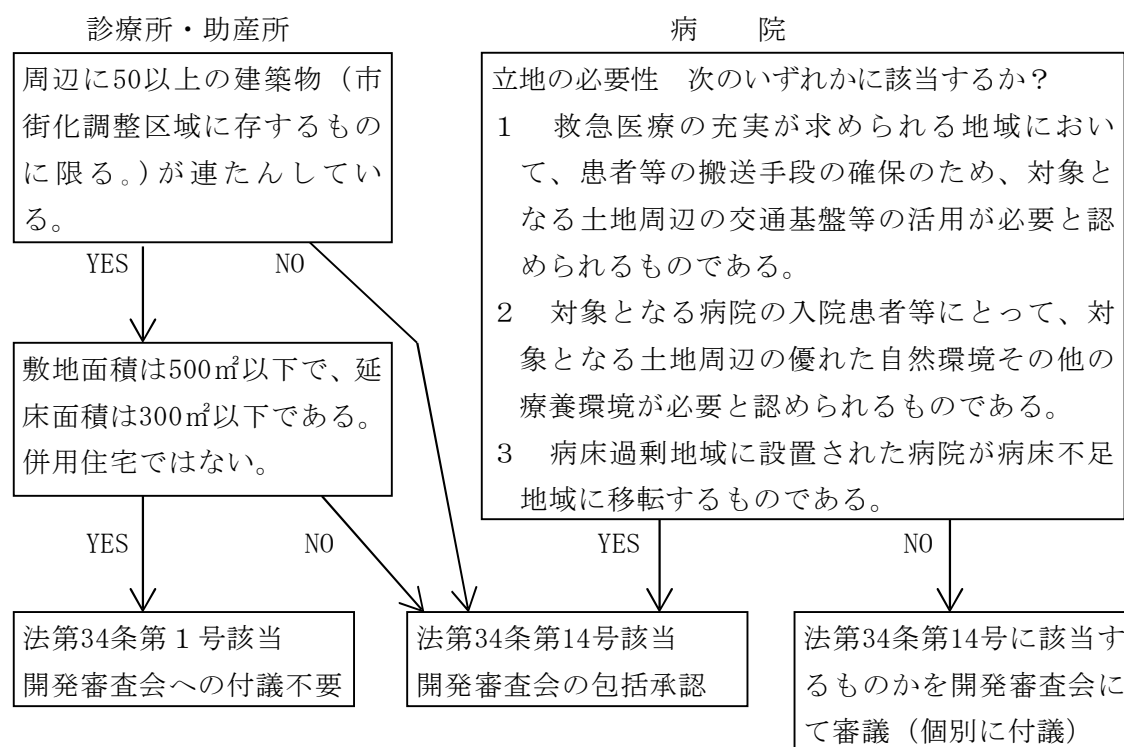 診療所・助産所
周辺に50以上の建築物（市
街化調整区域に存するもの
に限る。）が連たんしてい
る。
YES
NO
敷地面積は500㎡以下で、延
床面積は300㎡以下である。
併用住宅ではない。
YES
NO
病　　院
立地の必要性　次のいずれかに該当するか？
１　救急医療の充実が求められる地域におい
て、患者等の搬送手段の確保のため、対象と
なる土地周辺の交通基盤等の活用が必要と認
められるものである。
２　対象となる病院の入院患者等にとって、対
象となる土地周辺の優れた自然環境その他の
療養環境が必要と認められるものである。
３　病床過剰地域に設置された病院が病床不足
地域に移転するものである。
YES
NO
法第34条第１号該当
開発審査会への付議不要
法第34条第14号該当
開発審査会の包括承認
法第34条第14号に該当す
るものかを開発審査会に
て審議（個別に付議）